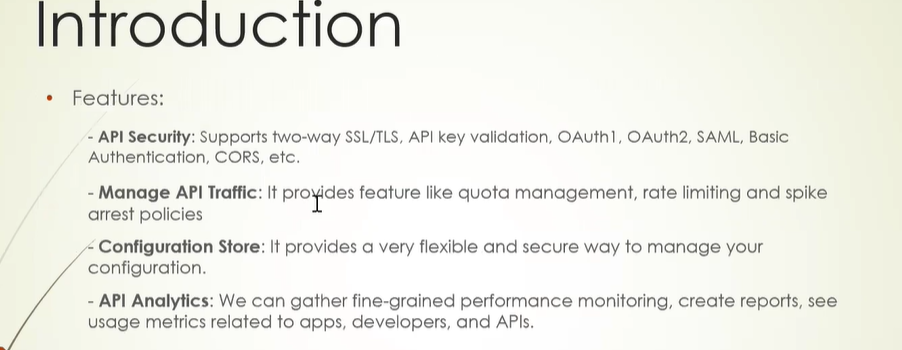 Introduction
• Features:
- API Security: Supports two-way SSL/TLS, API key validation, OAuth1, OAuth2, SAML, Basic
Authentication, CORS, etc.
- Manage API Traffic: It provides feature like quota management, rate limiting and spike
arrest policies
- Configuration Store: It provides a very flexible and secure way to manage your
configuration.
- API Analytics: We can gather fine-grained performance monitoring, create reports, see
usage metrics related to apps, developers, and APIs.